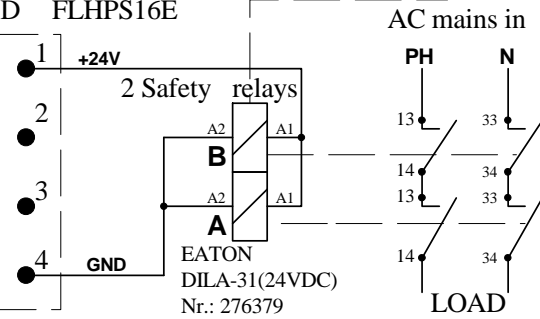 D FLHPS16E
AC mains in
PH N
1 +24V
2 Safety relays
2
13 33
A2 A1
B
14 34
3
A2 A1
13 33
A
4 GND
EATON
14 34
DILA-31(24VDC)
Nr.: 276379
LOAD